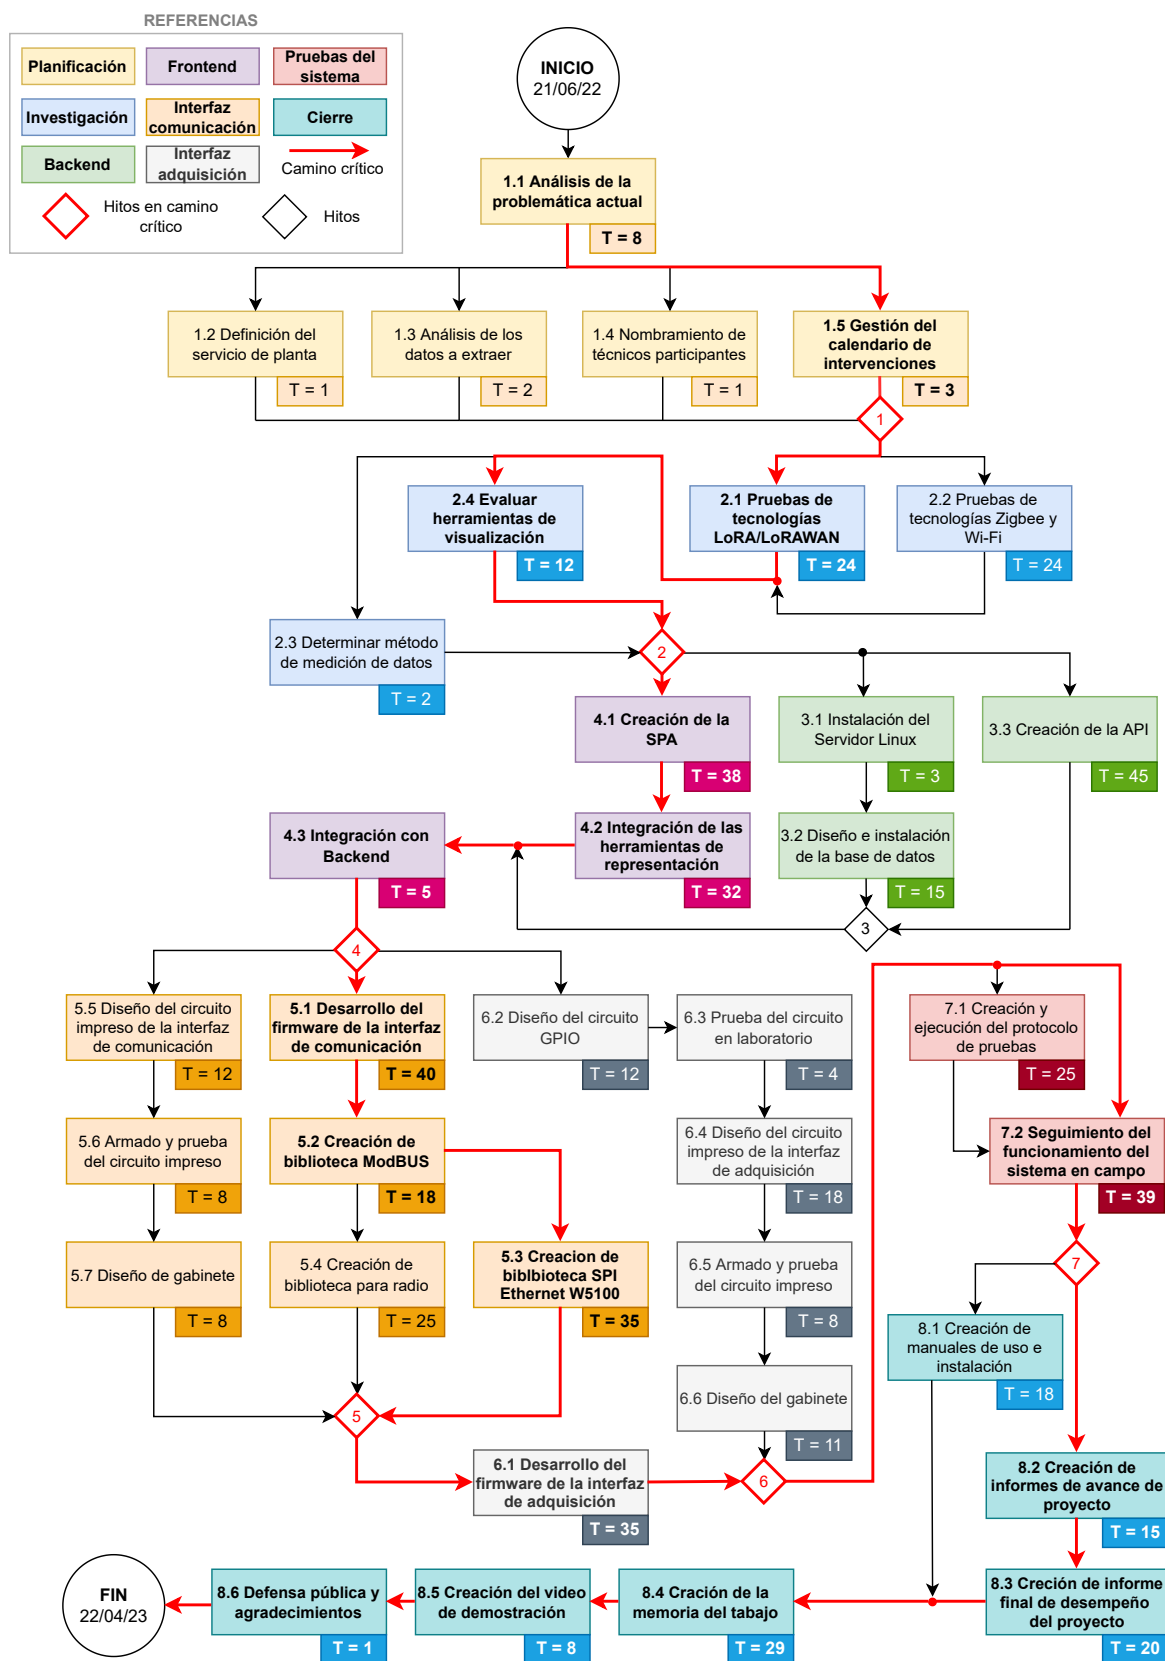 REFERENCIAS
Planificación
Frontend
Pruebas del
sistema
Investigación
Interfaz
comunicación
Cierre
Backend
Interfaz
adquisición
Camino crítico
Hitos en camino
crítico
Hitos
INICIO
21/06/22
1.1 Análisis de la
problemática actual
T = 8
1.2 Definición del
servicio de planta
T = 1
1.3 Análisis de los
datos a extraer
T = 2
1.4 Nombramiento de
técnicos participantes
T = 1
1.5 Gestión del
calendario de
intervenciones
T = 3
1
2.4 Evaluar
herramientas de
visualización
T = 12
2.1 Pruebas de
tecnologías
LoRA/LoRAWAN
T = 24
2.2 Pruebas de
tecnologías Zigbee y
Wi-Fi
T = 24
2.3 Determinar método
de medición de datos
T = 2
2
4.1 Creación de la
SPA
T = 38
3.1 Instalación del
Servidor Linux
T = 3
3.3 Creación de la API
T = 45
4.3 Integración con
Backend
T = 5
4.2 Integración de las
herramientas de
representación
T = 32
3.2 Diseño e instalación
de la base de datos
T = 15
3
4
5.5 Diseño del circuito
impreso de la interfaz
de comunicación
T = 12
5.1 Desarrollo del
firmware de la interfaz
de comunicación
T = 40
6.2 Diseño del circuito
GPIO
T = 12
6.3 Prueba del circuito
en laboratorio
T = 4
7.1 Creación y
ejecución del protocolo
de pruebas
T = 25
5.6 Armado y prueba
del circuito impreso
T = 8
5.2 Creación de
biblioteca ModBUS
T = 18
6.4 Diseño del circuito
impreso de la interfaz
de adquisición
T = 18
7.2 Seguimiento del
funcionamiento del
sistema en campo
T = 39
5.7 Diseño de gabinete
T = 8
5.4 Creación de
biblioteca para radio
T = 25
5.3 Creacion de
biblbioteca SPI
Ethernet W5100
T = 35
6.5 Armado y prueba
del circuito impreso
T = 8
7
8.1 Creación de
manuales de uso e
instalación
T = 18
6.6 Diseño del gabinete
T = 11
5
6.1 Desarrollo del
firmware de la interfaz
de adquisición
T = 35
6
8.2 Creación de
informes de avance de
proyecto
T = 15
FIN
22/04/23
8.6 Defensa pública y
agradecimientos
T = 1
8.5 Creación del video
de demostración
T = 8
8.4 Cración de la
memoria del tabajo
T = 29
8.3 Creción de informe
final de desempeño
del proyecto
T = 20